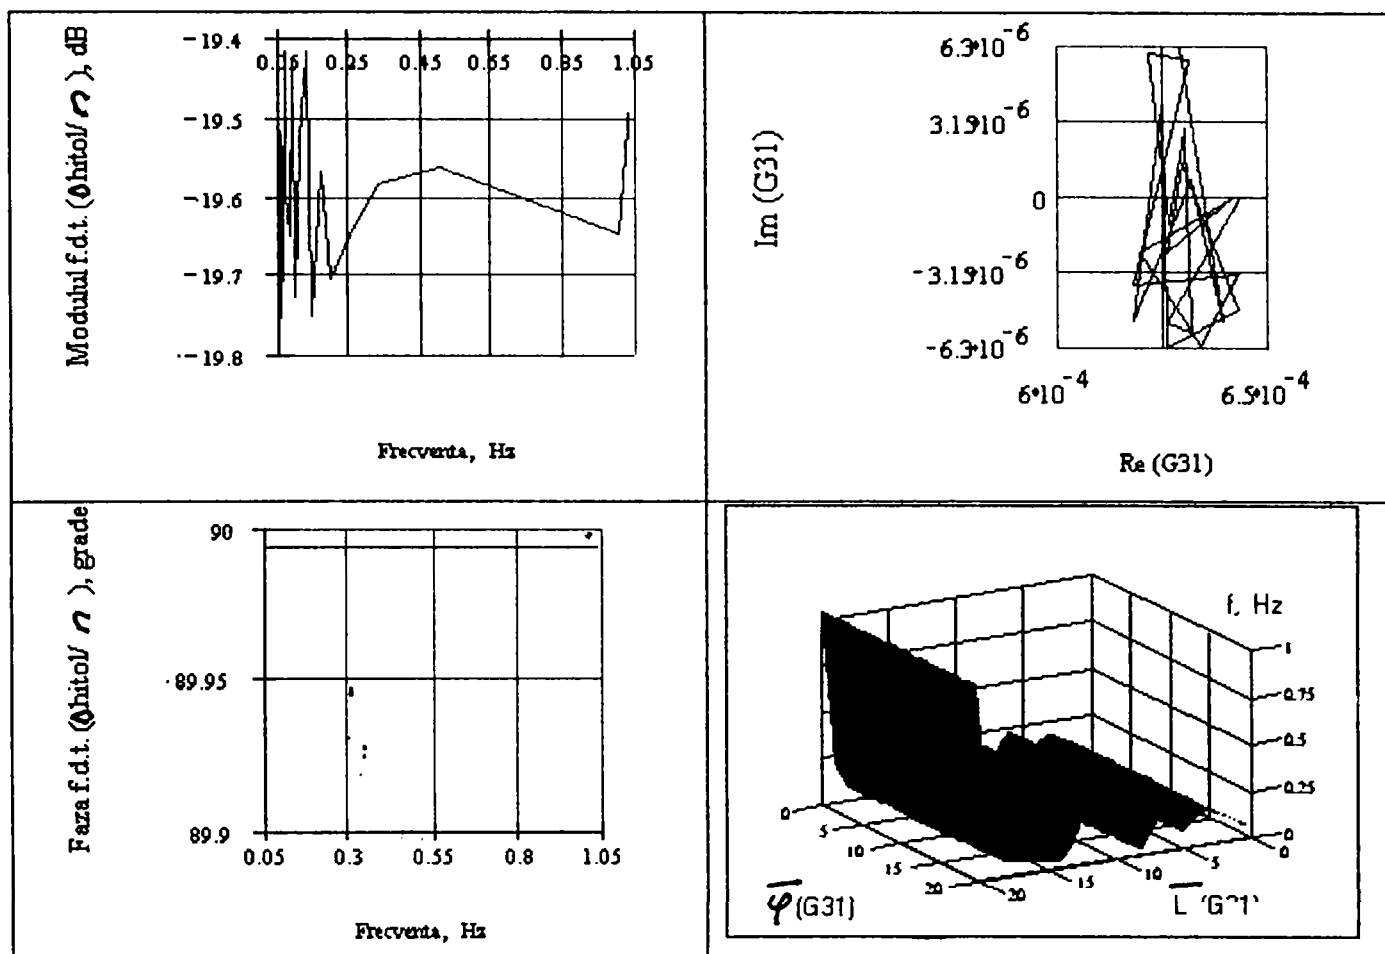 Modulul f.d.t. (Δhitol/ n ), dB
-19.4
-19.5
-19.6
-19.7
-19.8
0.05 0.25 0.45 0.65 0.85 1.05
Frecventa, Hz
Im (G31)
6.3•10^-6
3.15•10^-6
0
-3.15•10^-6
-6.3•10^-6
6•10^-4 6.5•10^-4
Re (G31)
Faza f.d.t. (Δhitol/ n ), grade
90
89.95
89.9
0.05 0.3 0.55 0.8 1.05
Frecventa, Hz
f, Hz
1
0.75
0.5
0.25
0
0 5 10 15 20
20 15 10 5 0
φ (G31)
L